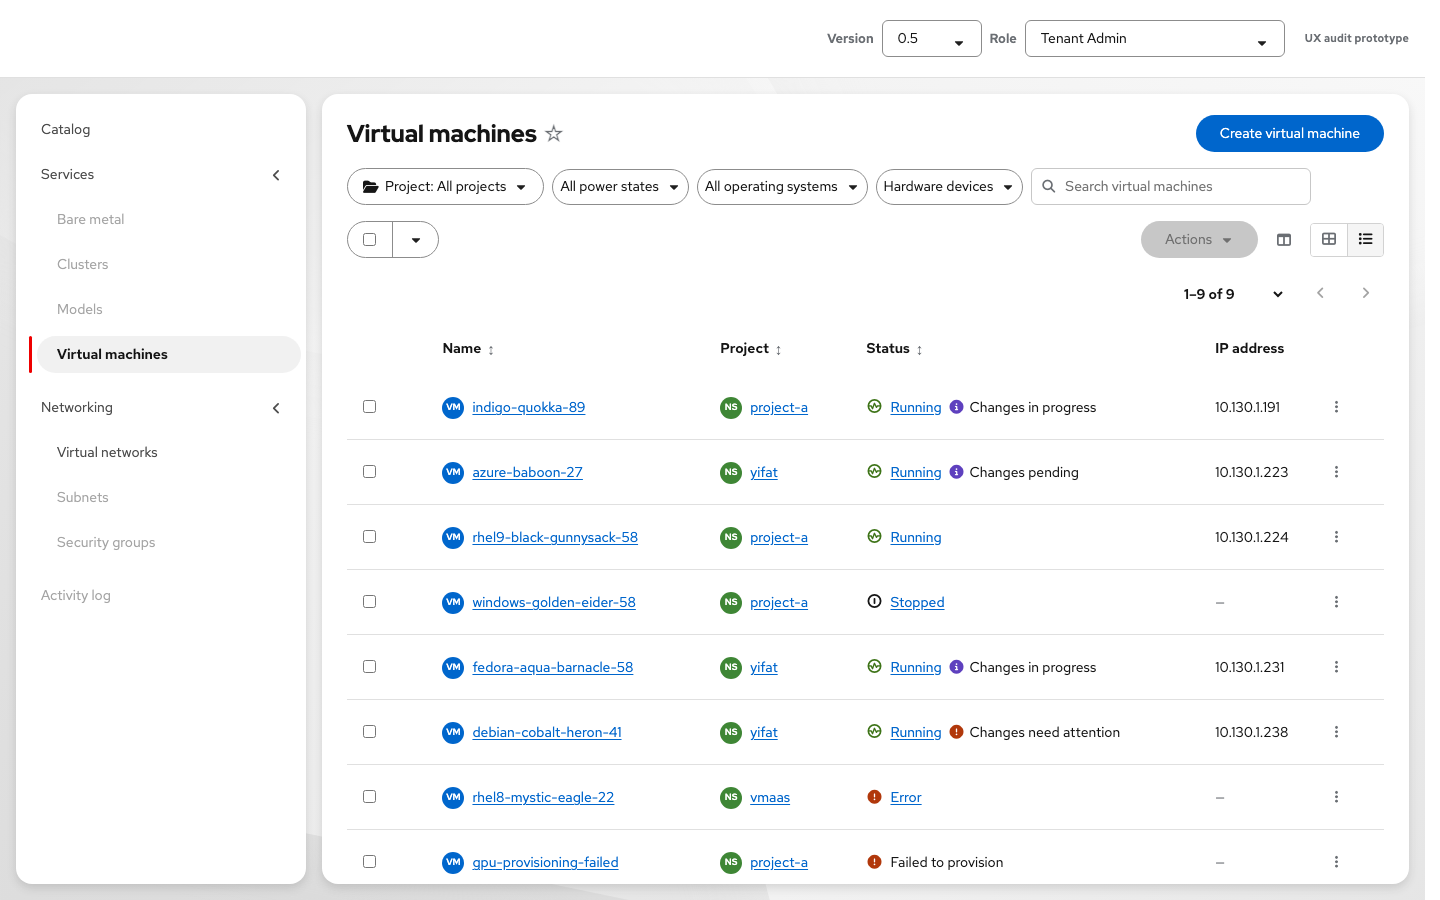 Version 0.5 Role Tenant Admin UX audit prototype
Catalog
Services
Bare metal
Clusters
Models
Virtual machines
Networking
Virtual networks
Subnets
Security groups
Activity log
Virtual machines
Create virtual machine
Project: All projects All power states All operating systems Hardware devices Search virtual machines
Actions
1–9 of 9
Name Project Status IP address
VM indigo-quokka-89 NS project-a Running Changes in progress 10.130.1.191
VM azure-baboon-27 NS yifat Running Changes pending 10.130.1.223
VM rhel9-black-gunnysack-58 NS project-a Running 10.130.1.224
VM windows-golden-eider-58 NS project-a Stopped –
VM fedora-aqua-barnacle-58 NS yifat Running Changes in progress 10.130.1.231
VM debian-cobalt-heron-41 NS yifat Running Changes need attention 10.130.1.238
VM rhel8-mystic-eagle-22 NS vmaas Error –
VM gpu-provisioning-failed NS project-a Failed to provision –